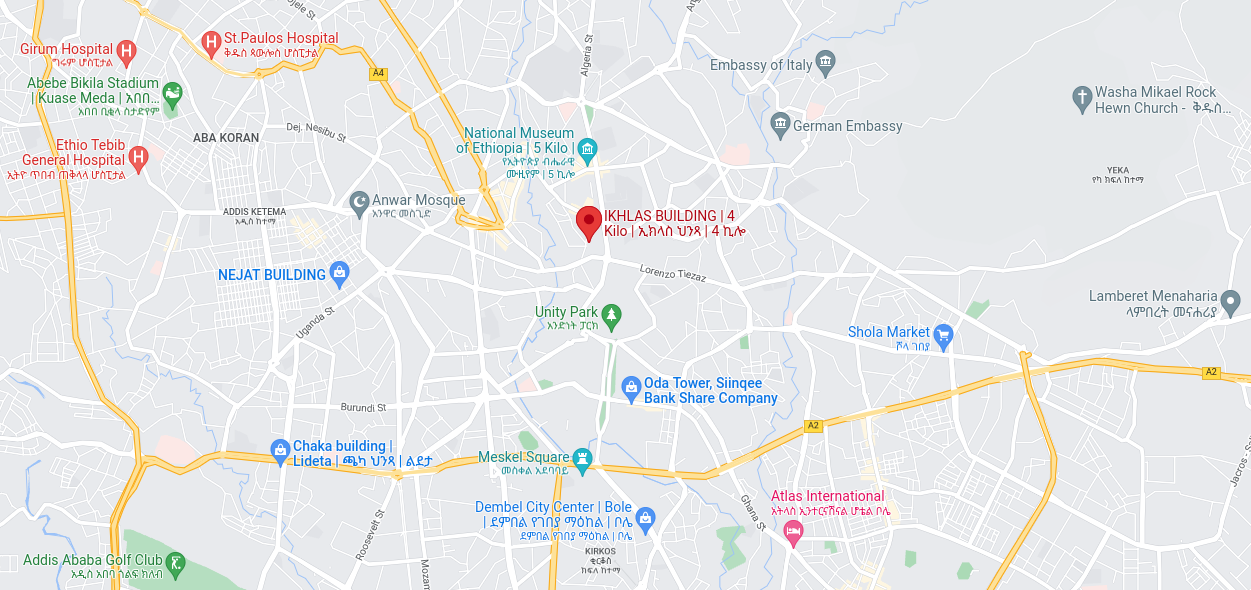 Algeria St
St.Paulos Hospital
ቅዱስ ጳውሎስ ሆስፒታል
Girum Hospital
ግሩም ሆስፒታል
A4
Embassy of Italy
Abebe Bikila Stadium
| Kuase Meda | አበበ...
አበበ ቢቂላ ስታድየም
Washa Mikael Rock
Hewn Church - ቅዱስ...
German Embassy
Dej. Nesibu St
ABA KORAN
National Museum
of Ethiopia | 5 Kilo |
የኢትዮጵያ ብሔራዊ
ሙዚየም | 5 ኪሎ
Ethio Tebib
General Hospital
ኢትዮ ጥበብ ጠቅላላ ሆስፒታል
YEKA
የካ ክፍለ ከተማ
Anwar Mosque
አንዋር መስጊድ
ADDIS KETEMA
አዲስ ከተማ
IKHLAS BUILDING | 4
Kilo | ኢክላስ ህንጻ | 4 ኪሎ
NEJAT BUILDING
Lorenzo Tiezaz
Lamberet Menaharia
ላምበረት መናሐሪያ
Unity Park
አንድነት ፓርክ
Uganda St
Shola Market
ሾላ ገበያ
A2
Oda Tower, Siinqee
Bank Share Company
Burundi St
A2
Chaka building |
Lideta | ጫካ ህንጻ | ልደታ
Meskel Square
መስቀል አደባባይ
Jacros - Sal
Atlas International
አትላስ ኢንተርናሽናል ሆቴል ቦሌ
Ghana St
Dembel City Center | Bole
| ደምበል የገበያ ማዕከል | ቦሌ
ደምበል የገበያ ማዕከል | ቦሌ
Roosevelt St
KIRKOS
ቂርቆስ
ክፍለ ከተማ
Addis Ababa Golf Club
አዲስ አበባ ጎልፍ ክለብ
Mozam